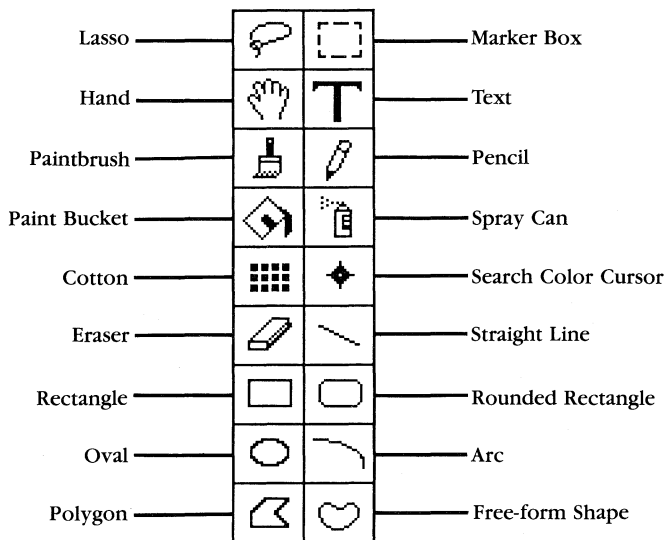 Lasso
Marker Box
Hand
Text
Paintbrush
Pencil
Paint Bucket
Spray Can
Cotton
Search Color Cursor
Eraser
Straight Line
Rectangle
Rounded Rectangle
Oval
Arc
Polygon
Free-form Shape